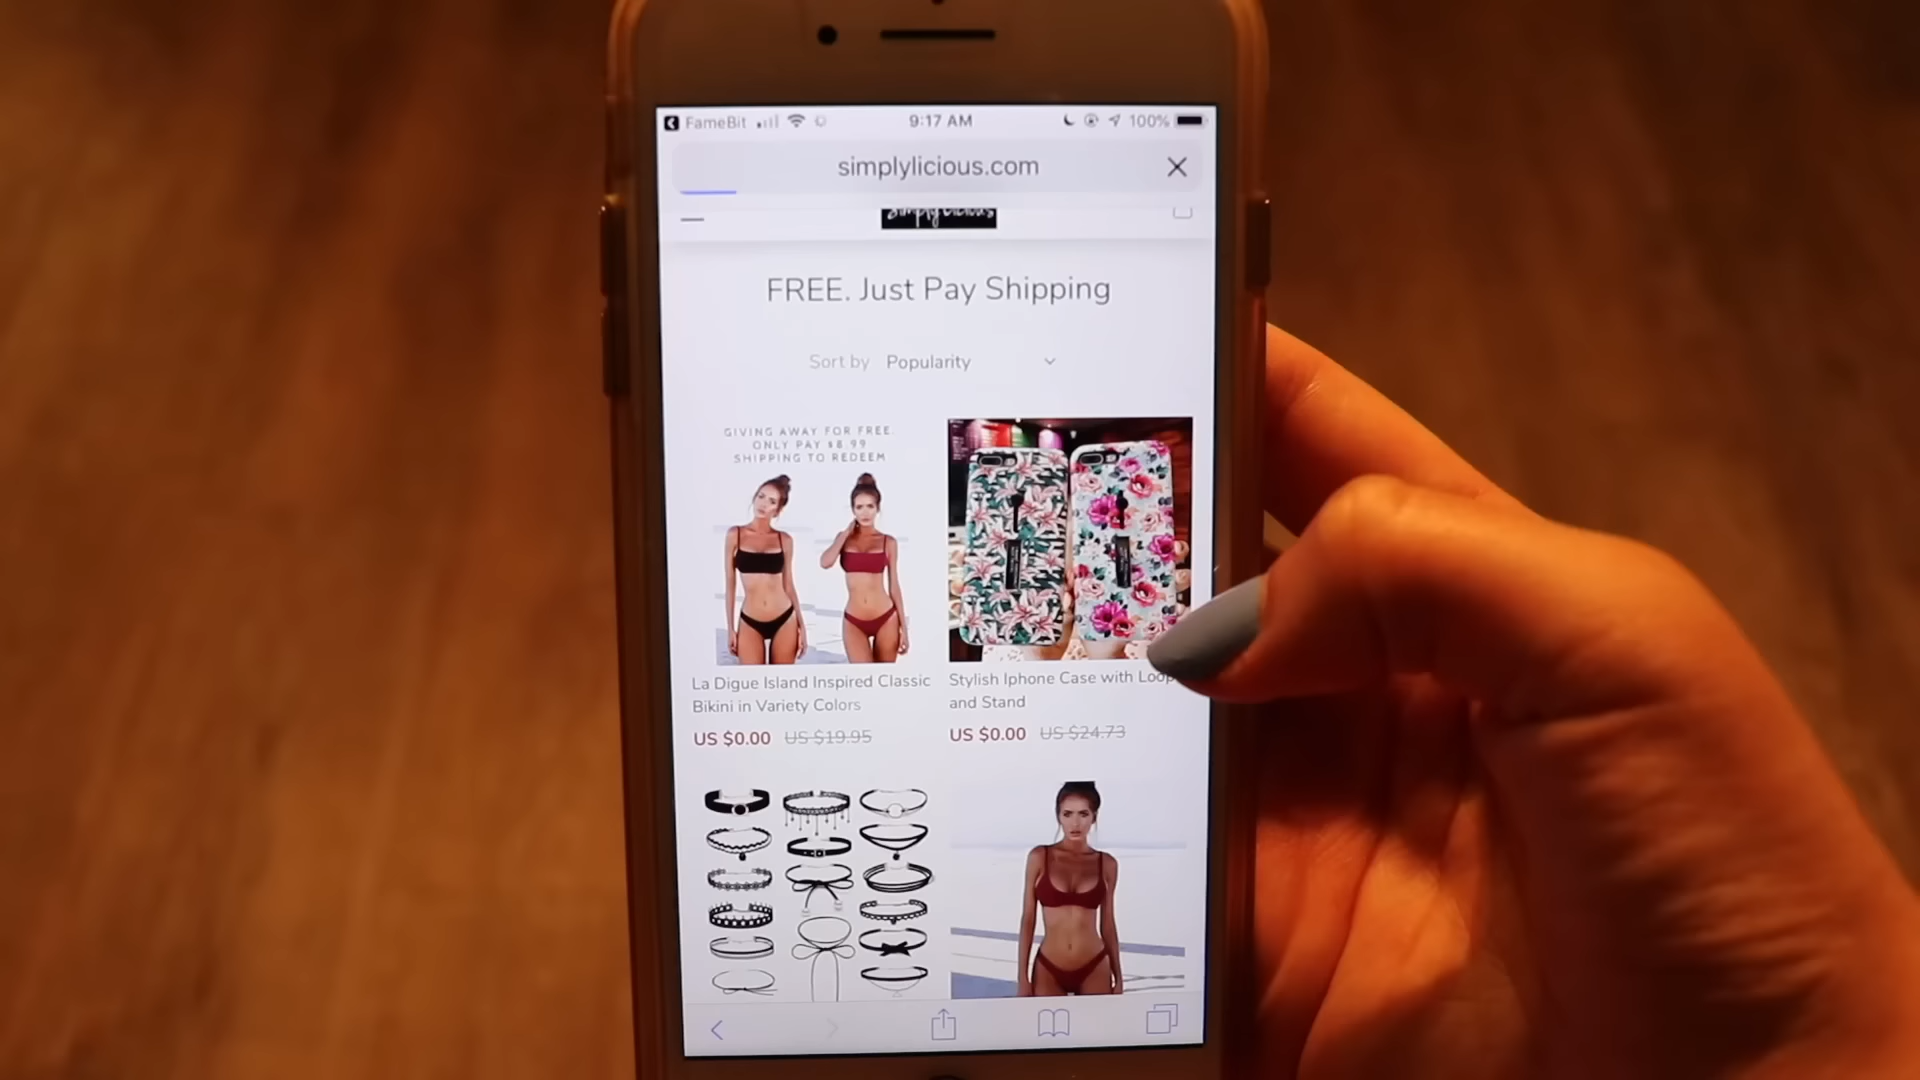 FameBit
9:17 AM
100%
simplylicious.com
Simplylicious
FREE. Just Pay Shipping
Sort by Popularity
GIVING AWAY FOR FREE.
ONLY PAY $8.99
SHIPPING TO REDEEM
La Digue Island Inspired Classic
Bikini in Variety Colors
US $0.00 US $19.95
Stylish Iphone Case with Loop
and Stand
US $0.00 US $24.73